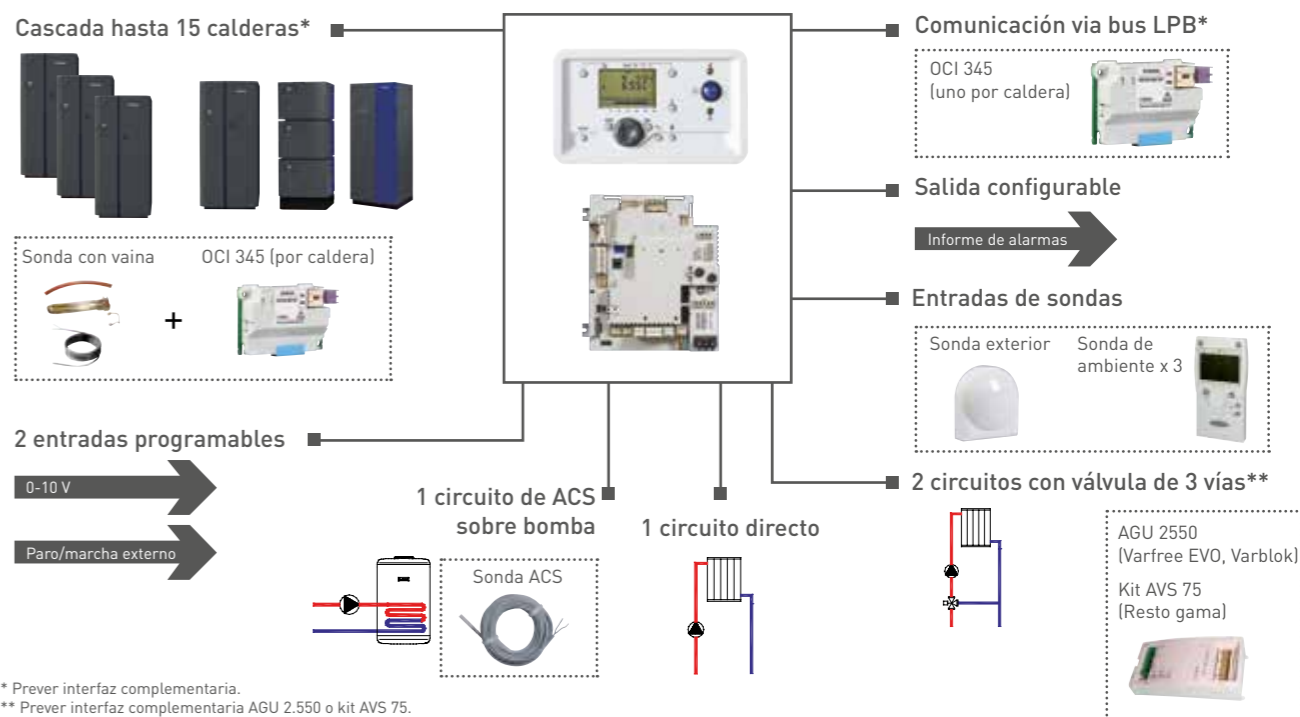 Cascada hasta 15 calderas*
Sonda con vaina
OCI 345 (por caldera)
+
2 entradas programables
0-10 V
Paro/marcha externo
1 circuito de ACS
sobre bomba
Sonda ACS
1 circuito directo
Comunicación via bus LPB*
OCI 345
(uno por caldera)
Salida configurable
Informe de alarmas
Entradas de sondas
Sonda exterior
Sonda de
ambiente x 3
2 circuitos con válvula de 3 vías**
AGU 2550
(Varfree EVO, Varblok)
Kit AVS 75
(Resto gama)
* Prever interfaz complementaria.
** Prever interfaz complementaria AGU 2.550 o kit AVS 75.